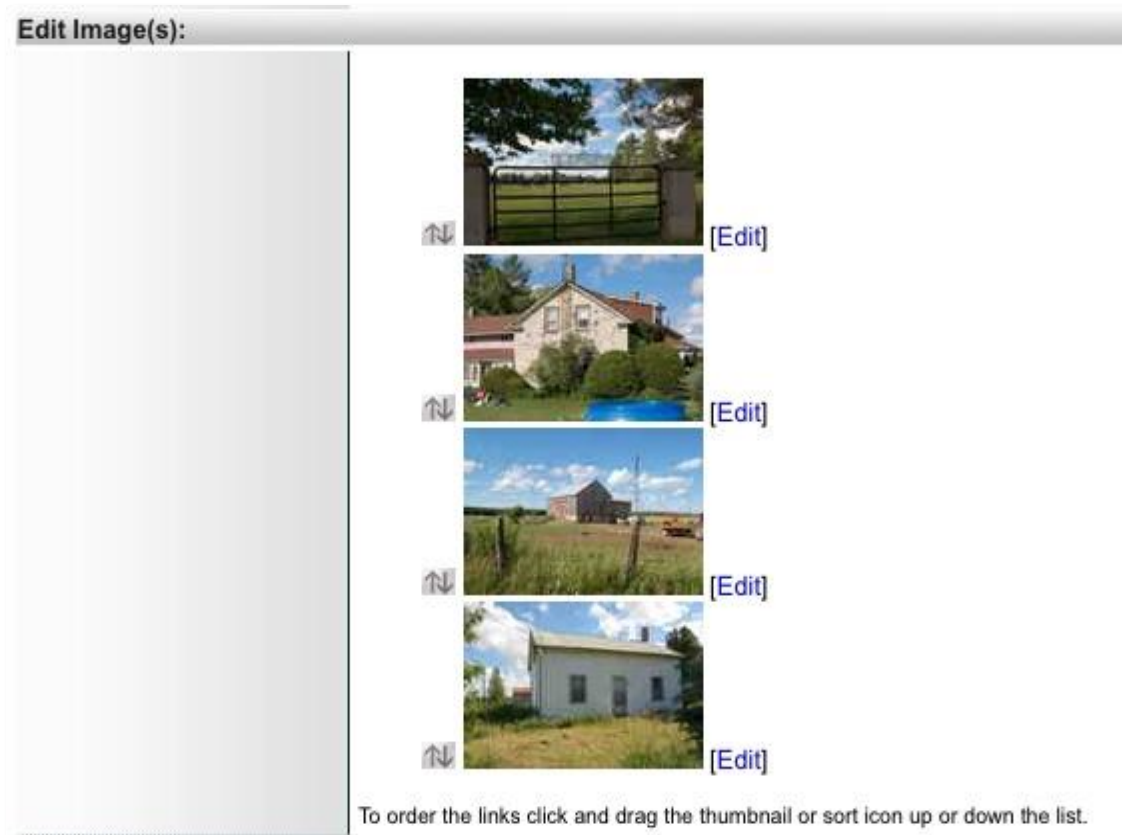 Edit Image(s):
[Edit]
[Edit]
[Edit]
[Edit]
To order the links click and drag the thumbnail or sort icon up or down the list.